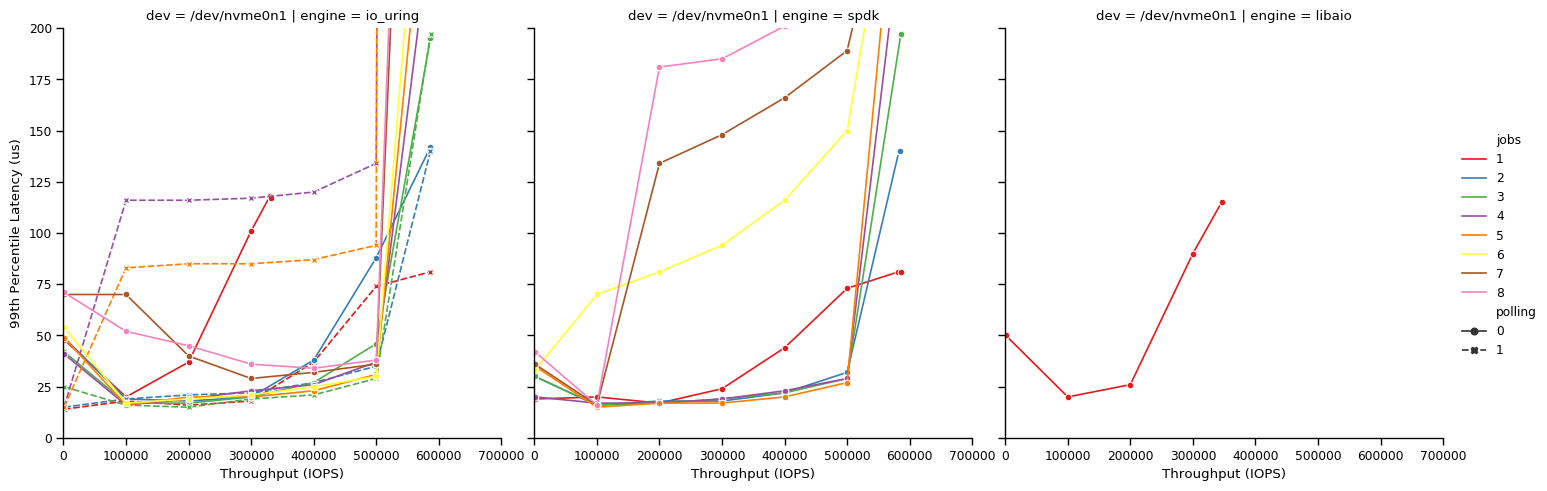 dev = /dev/nvme0n1 | engine = io_uring
dev = /dev/nvme0n1 | engine = spdk
dev = /dev/nvme0n1 | engine = libaio
99th Percentile Latency (us)
200
175
150
125
100
75
50
25
0
0 100000 200000 300000 400000 500000 600000 700000
Throughput (IOPS)
0 100000 200000 300000 400000 500000 600000 700000
Throughput (IOPS)
0 100000 200000 300000 400000 500000 600000 700000
Throughput (IOPS)
jobs
1
2
3
4
5
6
7
8
polling
0
1